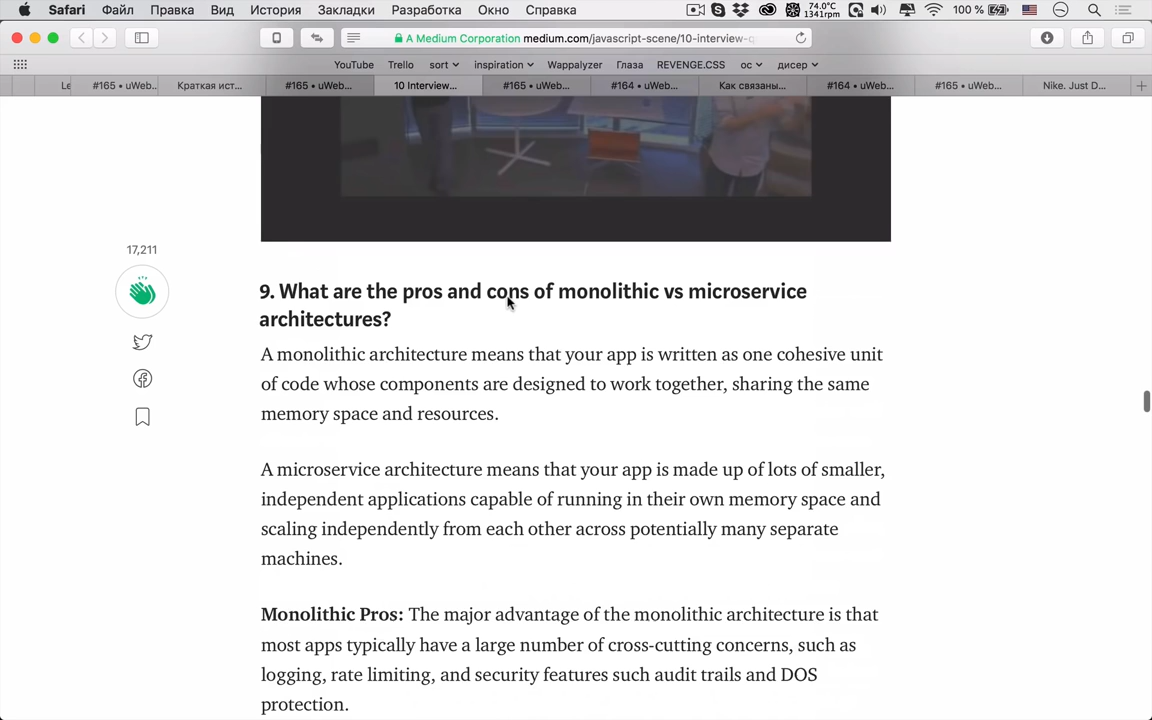 Safari Файл Правка Вид История Закладки Разработка Окно Справка 74.0°C 1341rpm 100 %
A Medium Corporation medium.com/javascript-scene/10-interview-q
YouTube Trello sort inspiration Wappalyzer Глаза REVENGE.CSS ос дисер
Le #165 • uWeb... Краткая ист... #165 • uWeb... 10 Interview... #165 • uWeb... #164 • uWeb... Как связаны... #164 • uWeb... #165 • uWeb... Nike. Just D...
17,211
9. What are the pros and cons of monolithic vs microservice
architectures?
A monolithic architecture means that your app is written as one cohesive unit
of code whose components are designed to work together, sharing the same
memory space and resources.
A microservice architecture means that your app is made up of lots of smaller,
independent applications capable of running in their own memory space and
scaling independently from each other across potentially many separate
machines.
Monolithic Pros: The major advantage of the monolithic architecture is that
most apps typically have a large number of cross-cutting concerns, such as
logging, rate limiting, and security features such audit trails and DOS
protection.